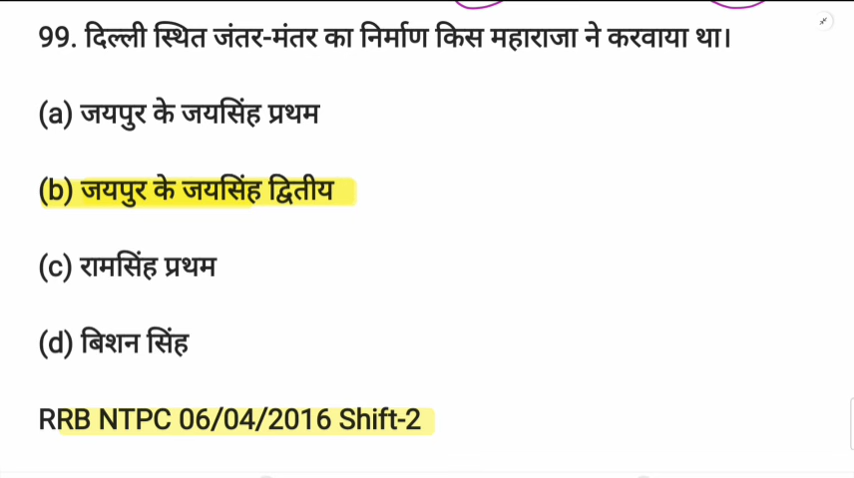 99. दिल्ली स्थित जंतर-मंतर का निर्माण किस महाराजा ने करवाया था।
(a) जयपुर के जयसिंह प्रथम
(b) जयपुर के जयसिंह द्वितीय
(c) रामसिंह प्रथम
(d) बिशन सिंह
RRB NTPC 06/04/2016 Shift-2